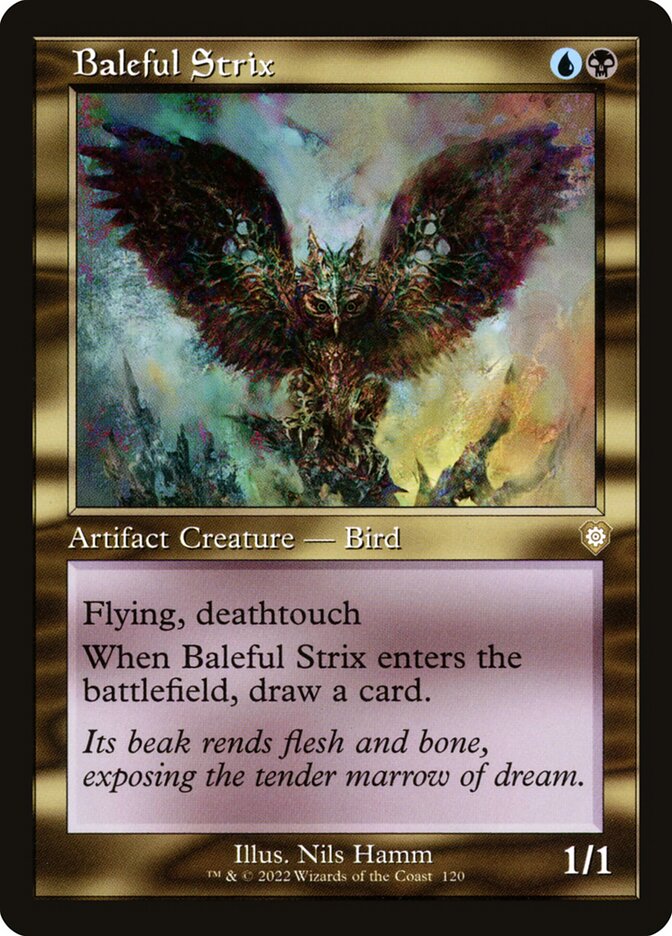 Baleful Strix
Artifact Creature — Bird
Flying, deathtouch
When Baleful Strix enters the
battlefield, draw a card.
Its beak rends flesh and bone,
exposing the tender marrow of dream.
Illus. Nils Hamm
1/1
™ & © 2022 Wizards of the Coast 120